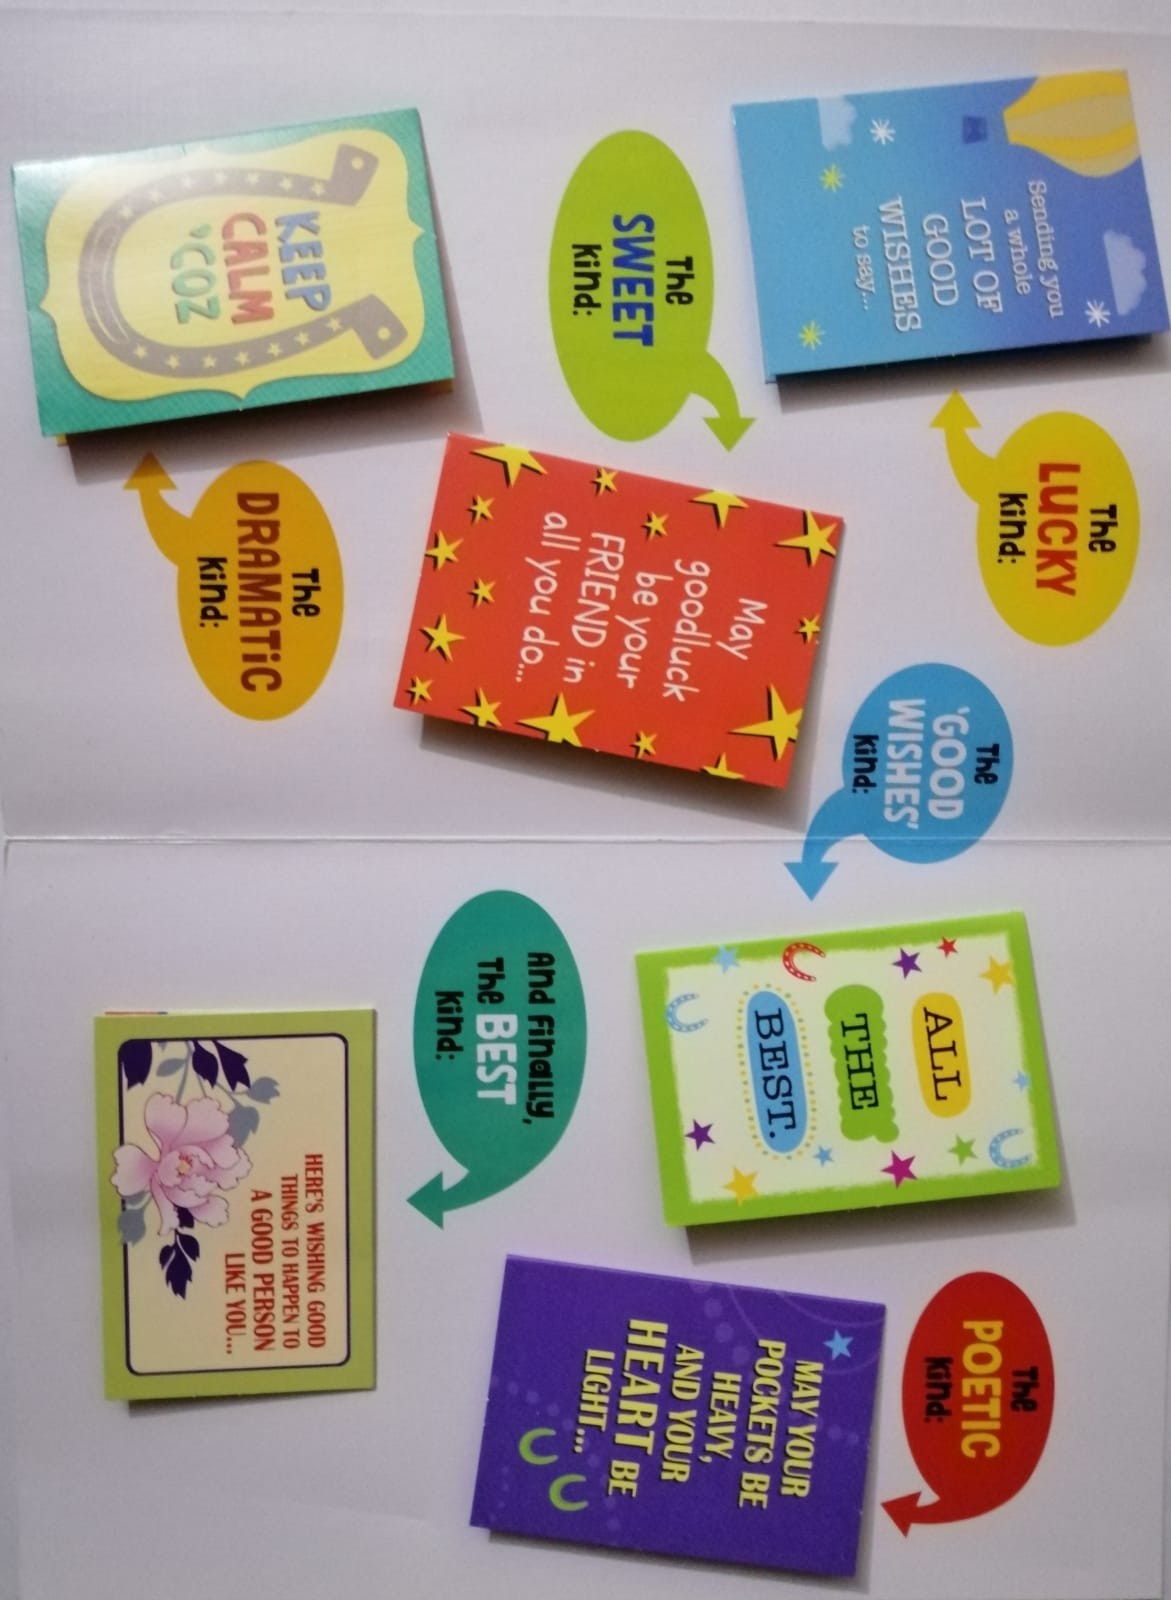 Sending you
a whole
LOT OF
GOOD
WISHES
to say...
The
LUCKY
Kind:
The
SWEET
Kind:
May
goodluck
be your
FRIEND in
all you do...
KEEP
CALM
'COZ
The
DRAMATIC
Kind:
The
'GOOD
WISHES'
Kind:
ALL
THE
BEST.
The
POETIC
Kind:
MAY YOUR
POCKETS BE
HEAVY,
AND YOUR
HEART BE
LIGHT...
And Finally,
The BEST
Kind:
HERE'S WISHING GOOD
THINGS TO HAPPEN TO
A GOOD PERSON
LIKE YOU...